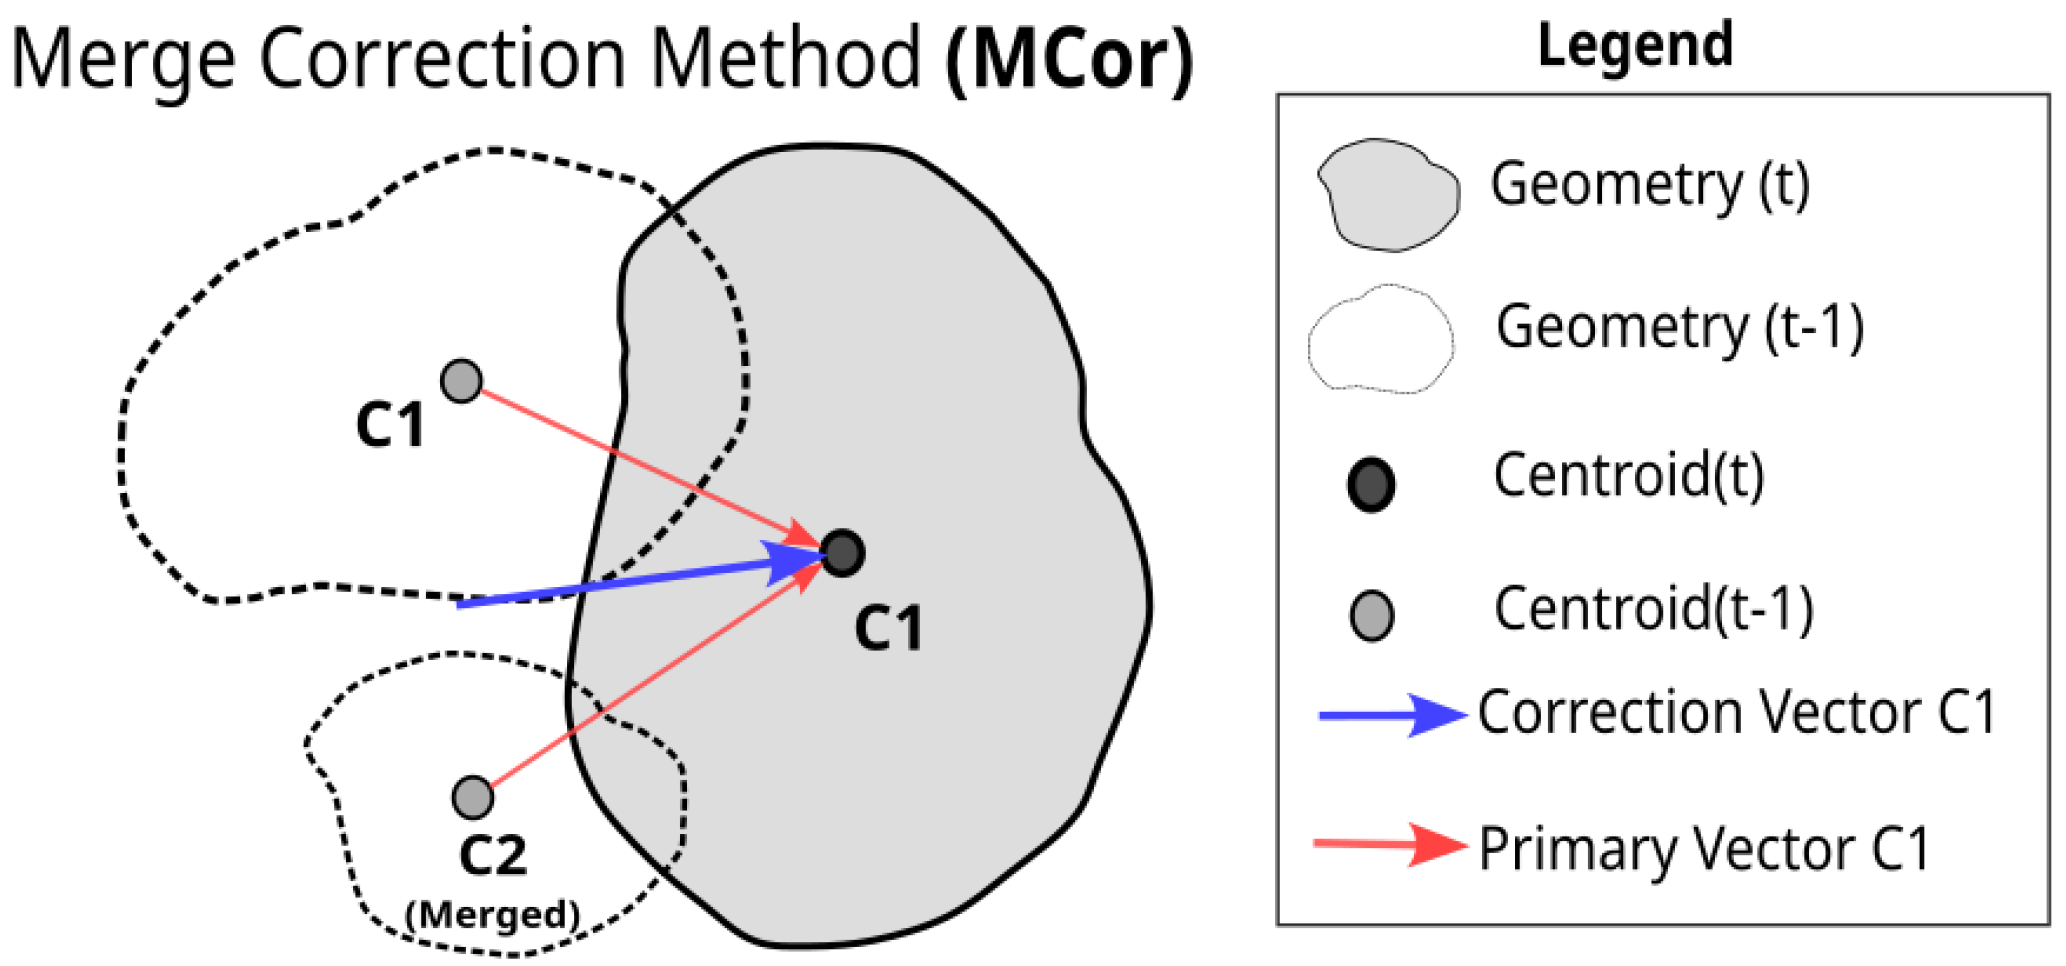 Merge Correction Method (MCor)
C1
C1
C2
(Merged)
Legend
Geometry (t)
Geometry (t-1)
Centroid(t)
Centroid(t-1)
Correction Vector C1
Primary Vector C1